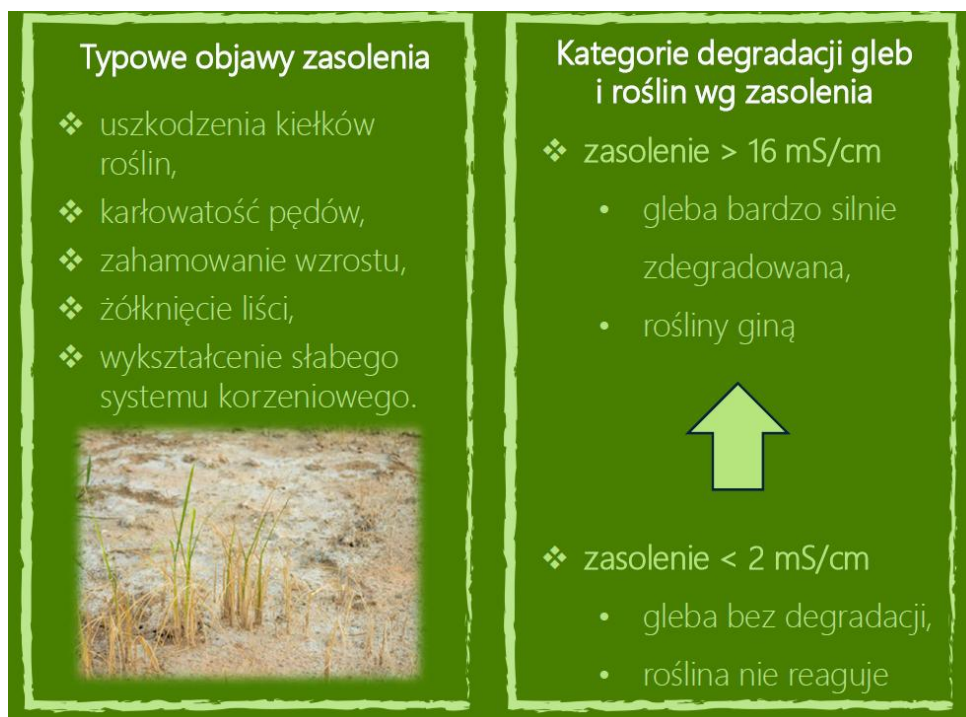 Typowe objawy zasolenia
❖ uszkodzenia kiełków
roślin,
❖ karłowatość pędów,
❖ zahamowanie wzrostu,
❖ żółknięcie liści,
❖ wykształcenie słabego
systemu korzeniowego.
Kategorie degradacji gleb
i roślin wg zasolenia
❖ zasolenie > 16 mS/cm
• gleba bardzo silnie
zdegradowana,
• rośliny giną
❖ zasolenie < 2 mS/cm
• gleba bez degradacji,
• roślina nie reaguje